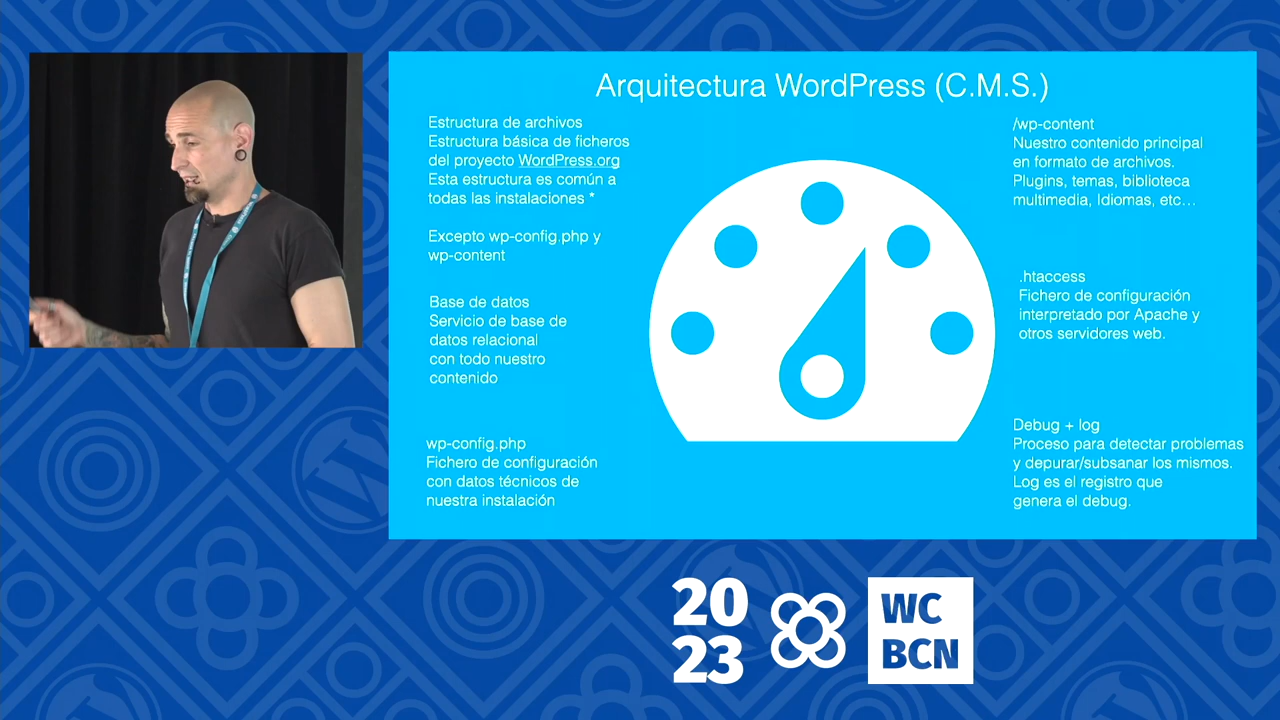 Arquitectura WordPress (C.M.S.)
Estructura de archivos
Estructura básica de ficheros
del proyecto WordPress.org
Esta estructura es común a
todas las instalaciones *
Excepto wp-config.php y
wp-content
Base de datos
Servicio de base de
datos relacional
con todo nuestro
contenido
wp-config.php
Fichero de configuración
con datos técnicos de
nuestra instalación
/wp-content
Nuestro contenido principal
en formato de archivos.
Plugins, temas, biblioteca
multimedia, Idiomas, etc...
.htaccess
Fichero de configuración
interpretado por Apache y
otros servidores web.
Debug + log
Proceso para detectar problemas
y depurar/subsanar los mismos.
Log es el registro que
genera el debug.
20
23
WC
BCN